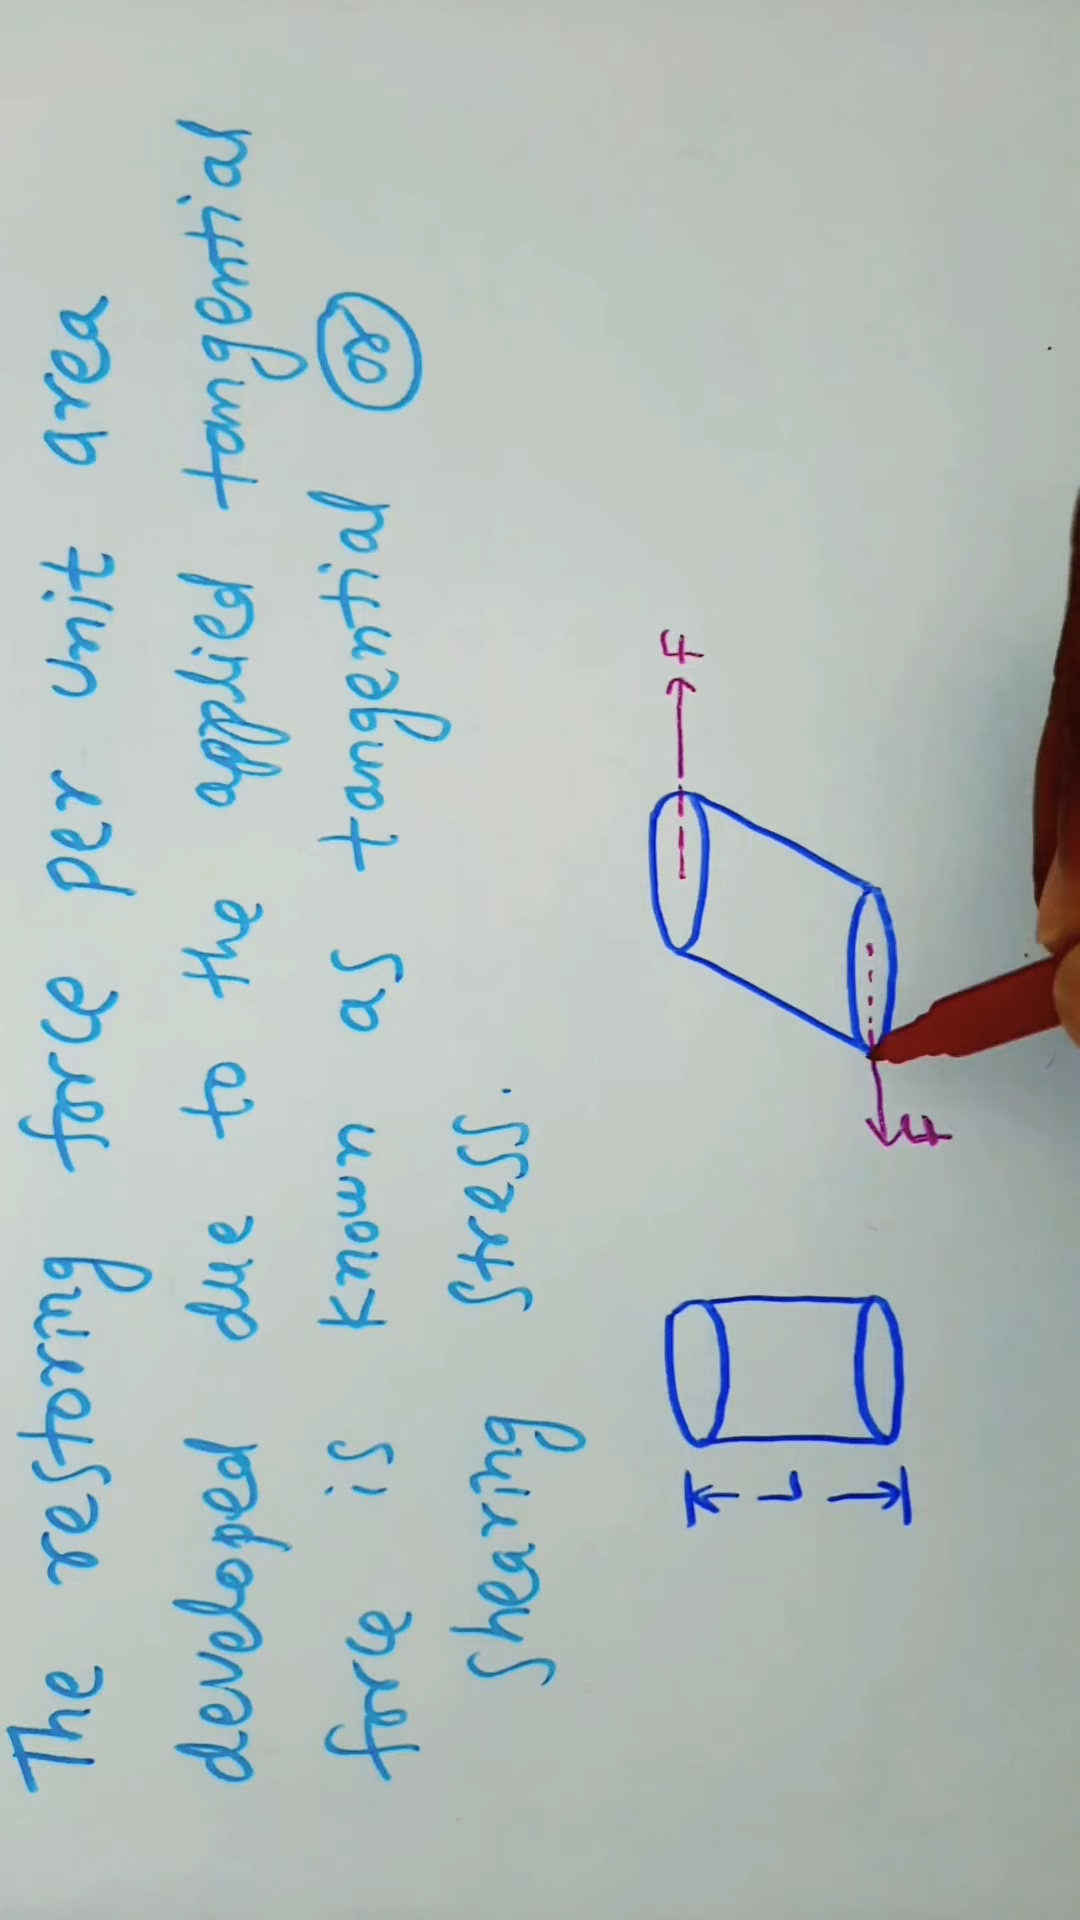 The restoring force per unit area
developed due to the applied tangential
force is known as tangential or
shearing stress.
F
F
L